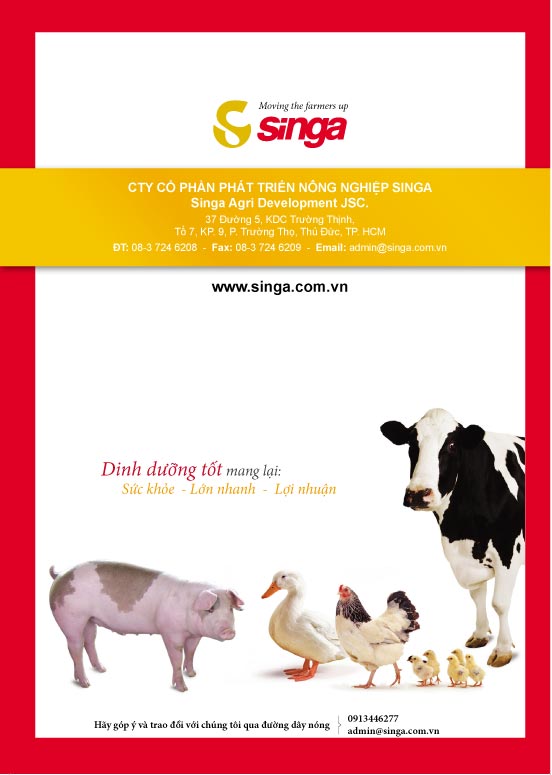 Moving the farmers up
singa
CTY CỔ PHẦN PHÁT TRIỂN NÔNG NGHIỆP SINGA
Singa Agri Development JSC.
37 Đường 5, KDC Trường Thịnh,
Tổ 7, KP. 9, P. Trường Thọ, Thủ Đức, TP. HCM
ĐT: 08-3 724 6208 - Fax: 08-3 724 6209 - Email: admin@singa.com.vn
www.singa.com.vn
Dinh dưỡng tốt mang lại:
Sức khỏe - Lớn nhanh - Lợi nhuận
Hãy góp ý và trao đổi với chúng tôi qua đường dây nóng
0913446277
admin@singa.com.vn